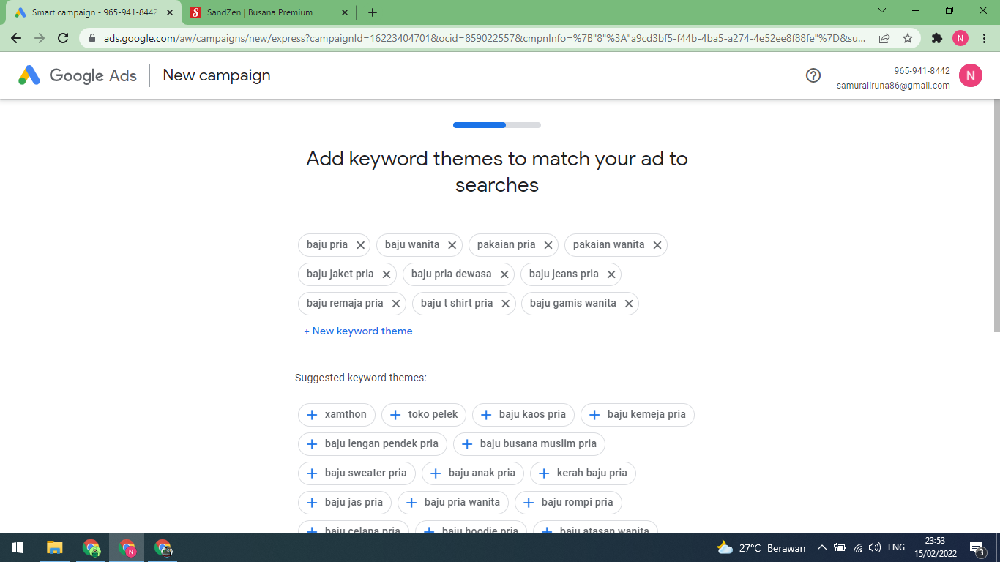 Smart campaign - 965-941-8442
SandZen | Busana Premium
ads.google.com/aw/campaigns/new/express?campaignId=16223404701&ocid=859022557&cmpnInfo=%7B"8"%3A"a9cd3bf5-f44b-4ba5-a274-4e52ee8f88fe"%7D&su...
N
Google Ads
New campaign
965-941-8442
samuraiiruna86@gmail.com
N
Add keyword themes to match your ad to
searches
baju pria baju wanita pakaian pria pakaian wanita
baju jaket pria baju pria dewasa baju jeans pria
baju remaja pria baju t shirt pria baju gamis wanita
+ New keyword theme
Suggested keyword themes:
xamthon toko pelek baju kaos pria baju kemeja pria
baju lengan pendek pria baju busana muslim pria
baju sweater pria baju anak pria kerah baju pria
baju jas pria baju pria wanita baju rompi pria
baju celana pria baju hoodie pria baju atasan wanita
27°C Berawan
ENG
23:53
15/02/2022
3